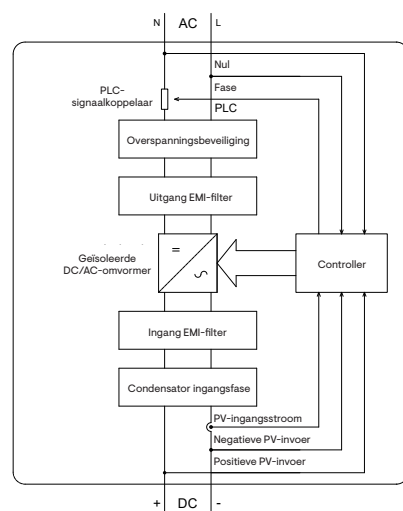 N AC L
Nul
Fase
PLC-
signaalkoppelaar
PLC
Overspanningsbeveiliging
Uitgang EMI-filter
Geïsoleerde
DC/AC-omvormer
=
∿
Controller
Ingang EMI-filter
Condensator ingangsfase
PV-ingangsstroom
Negatieve PV-invoer
Positieve PV-invoer
+ DC -